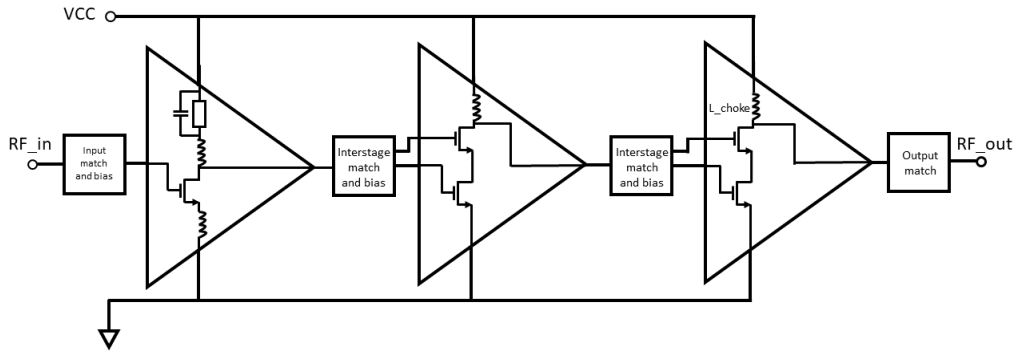 VCC
RF_in
Input
match
and bias
Interstage
match
and bias
Interstage
match
and bias
L_choke
Output
match
RF_out